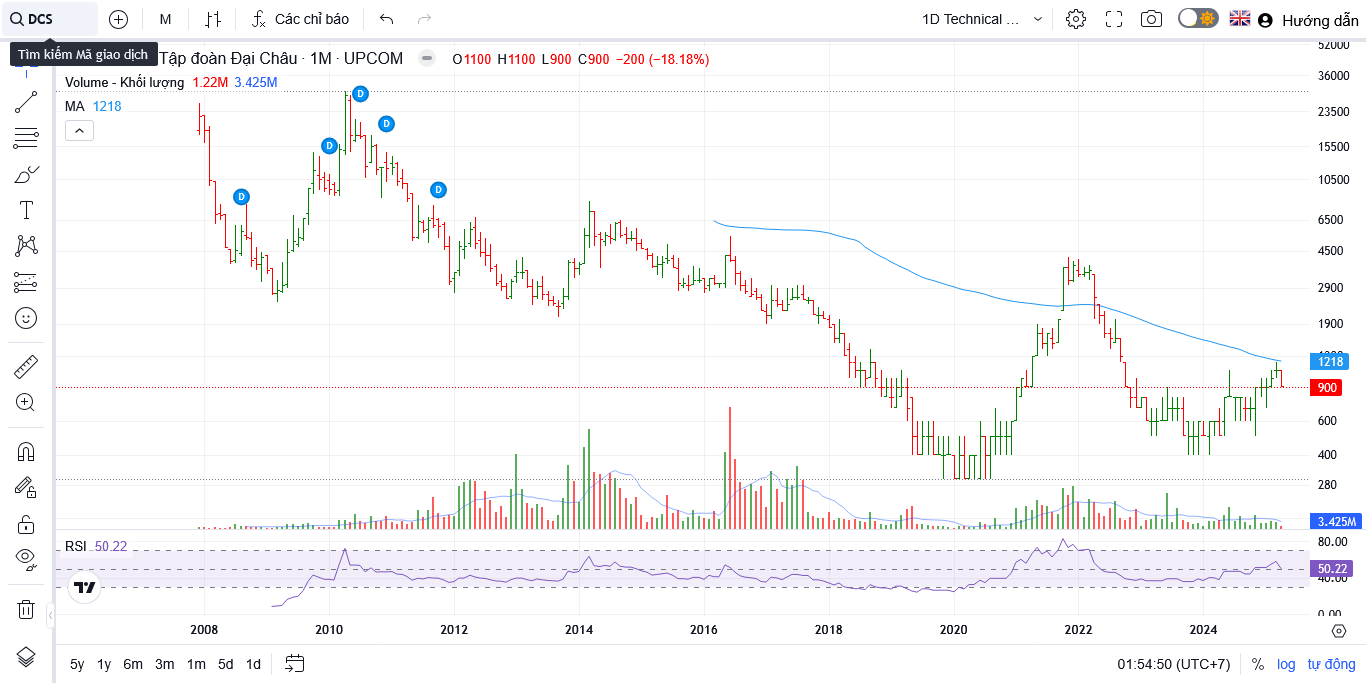 DCS
M
Các chỉ báo
1D Technical ...
Hướng dẫn
Tìm kiếm Mã giao dịch
Tập đoàn Đại Châu · 1M · UPCOM
O1100 H1100 L900 C900 −200 (−18.18%)
Volume - Khối lượng 1.22M 3.425M
MA 1218
D
D
D
D
D
52000
36000
23500
15500
10500
6500
4500
2900
1900
1218
900
600
400
280
3.425M
RSI 50.22
80.00
50.22
40.00
0.00
2008 2010 2012 2014 2016 2018 2020 2022 2024
5y 1y 6m 3m 1m 5d 1d
01:54:50 (UTC+7)
% log tự động